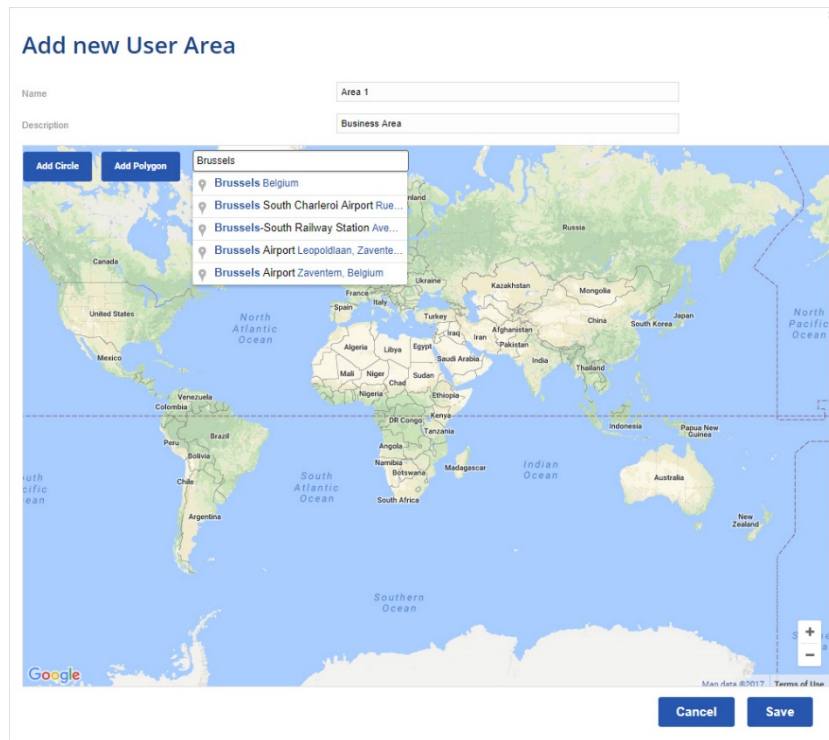 Add new User Area
Name
Area 1
Description
Business Area
Add Circle
Add Polygon
Brussels
Brussels Belgium
Brussels South Charleroi Airport Rue...
Brussels-South Railway Station Ave...
Brussels Airport Leopoldlaan, Zavente...
Brussels Airport Zaventem, Belgium
nland
Russia
Canada
Ukraine
Kazakhstan
Mongolia
France
Italy
Spain
Turkey
United States
North
Atlantic
Ocean
China
South Korea
Japan
North
Pacific
Ocean
Iraq
Iran
Afghanistan
Pakistan
Algeria
Libya
Egypt
Saudi Arabia
Mexico
India
Thailand
Mali
Niger
Chad
Sudan
Nigeria
Ethiopia
Venezuela
Colombia
DR Congo
Kenya
Tanzania
Indonesia
Papua New
Guinea
Peru
Brazil
Bolivia
Angola
Namibia
Botswana
Madagascar
Indian
Ocean
Australia
outh
cific
ean
Chile
South
Atlantic
Ocean
South Africa
Argentina
New
Zealand
Southern
Ocean
+
−
Google
Map data ©2017
Terms of Use
Cancel
Save